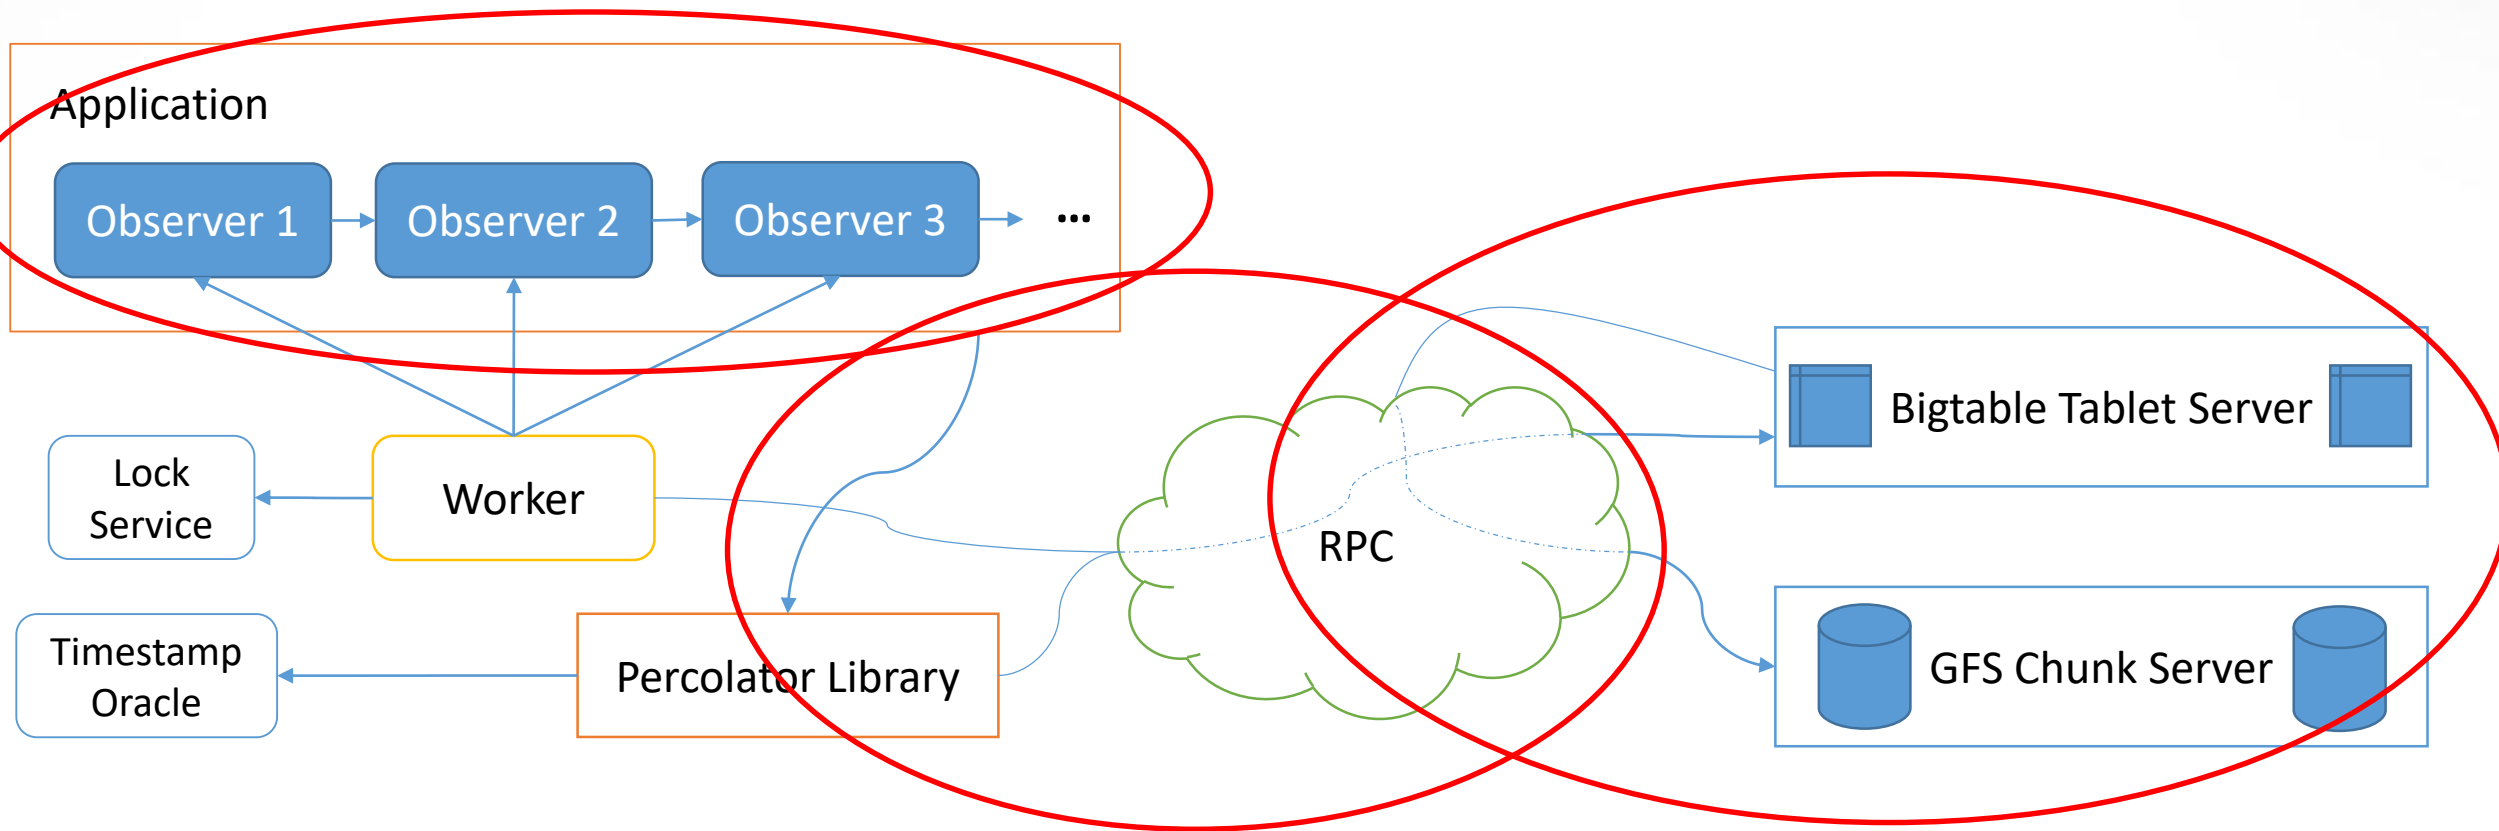 Application
Observer 1
Observer 2
Observer 3
...
Lock
Service
Worker
RPC
Bigtable Tablet Server
Timestamp
Oracle
Percolator Library
GFS Chunk Server